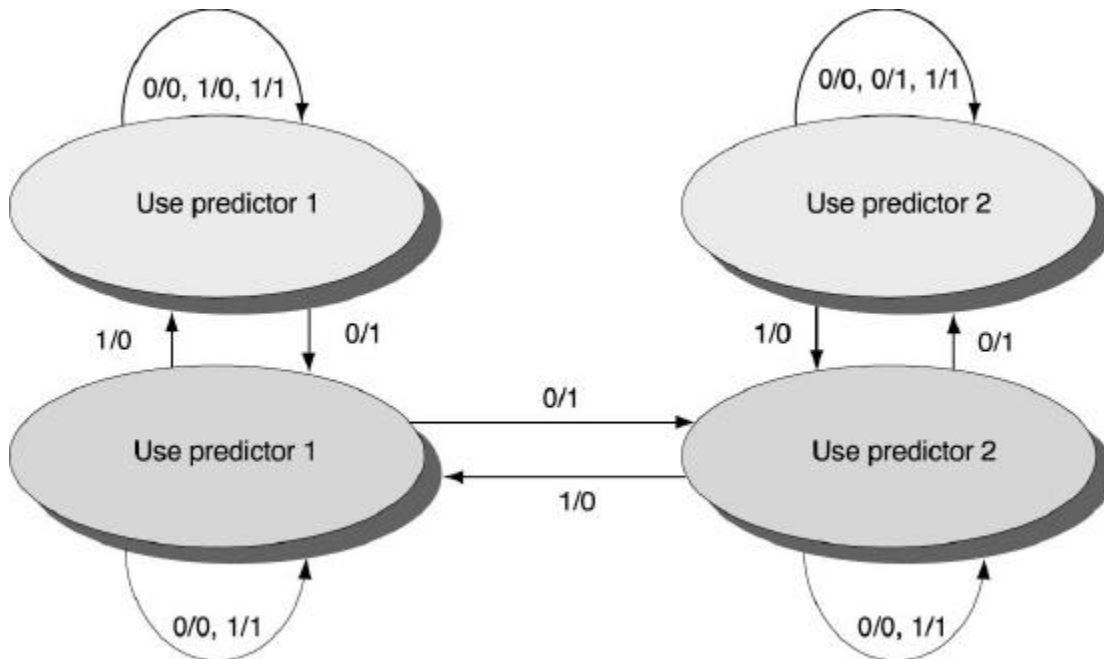 0/0, 1/0, 1/1
0/0, 0/1, 1/1
Use predictor 1
Use predictor 2
1/0
0/1
1/0
0/1
Use predictor 1
0/1
1/0
Use predictor 2
0/0, 1/1
0/0, 1/1